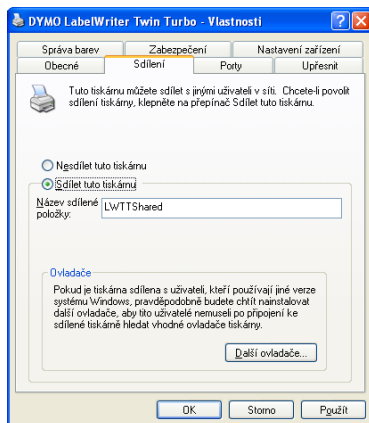 DYMO LabelWriter Twin Turbo - Vlastnosti
Správa barev Zabezpečení Nastavení zařízení
Obecné Sdílení Porty Upřesnit
Tuto tiskárnu můžete sdílet s jinými uživateli v síti. Chcete-li povolit
sdílení tiskárny, klepněte na přepínač Sdílet tuto tiskárnu.
Nesdílet tuto tiskárnu
Sdílet tuto tiskárnu
Název sdílené
položky:
LWTTShared
Ovladače
Pokud je tiskárna sdílena s uživateli, kteří používají jiné verze
systému Windows, pravděpodobně budete chtít nainstalovat
další ovladače, aby tito uživatelé nemuseli po připojení ke
sdílené tiskárně hledat vhodné ovladače tiskárny.
Další ovladače...
OK Storno Použít